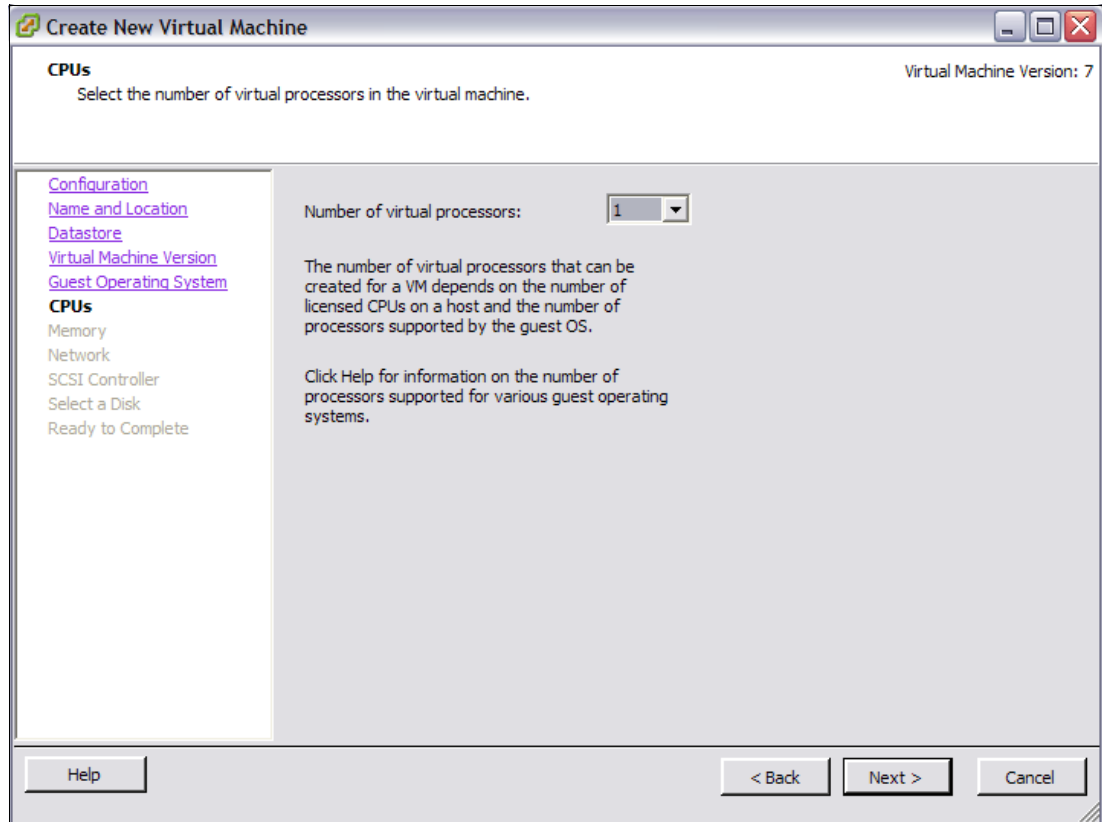 Create New Virtual Machine
CPUs
Virtual Machine Version: 7
Select the number of virtual processors in the virtual machine.
Configuration
Name and Location
Datastore
Virtual Machine Version
Guest Operating System
CPUs
Memory
Network
SCSI Controller
Select a Disk
Ready to Complete
Number of virtual processors:
1
The number of virtual processors that can be
created for a VM depends on the number of
licensed CPUs on a host and the number of
processors supported by the guest OS.
Click Help for information on the number of
processors supported for various guest operating
systems.
Help
< Back
Next >
Cancel